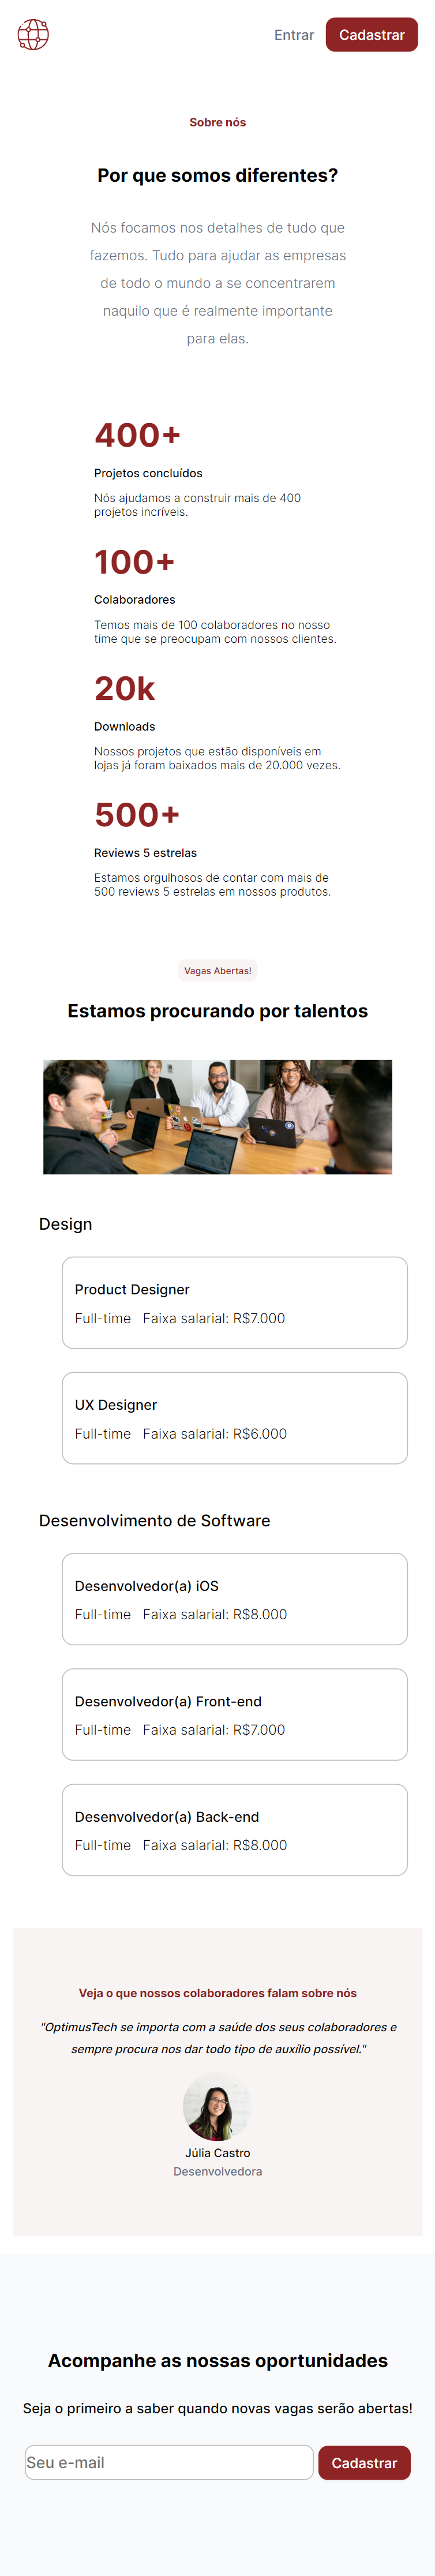 Entrar Cadastrar
Sobre nós
Por que somos diferentes?
Nós focamos nos detalhes de tudo que
fazemos. Tudo para ajudar as empresas
de todo o mundo a se concentrarem
naquilo que é realmente importante
para elas.
400+
Projetos concluídos
Nós ajudamos a construir mais de 400
projetos incríveis.
100+
Colaboradores
Temos mais de 100 colaboradores no nosso
time que se preocupam com nossos clientes.
20k
Downloads
Nossos projetos que estão disponíveis em
lojas já foram baixados mais de 20.000 vezes.
500+
Reviews 5 estrelas
Estamos orgulhosos de contar com mais de
500 reviews 5 estrelas em nossos produtos.
Vagas Abertas!
Estamos procurando por talentos
Design
Product Designer
Full-time Faixa salarial: R$7.000
UX Designer
Full-time Faixa salarial: R$6.000
Desenvolvimento de Software
Desenvolvedor(a) iOS
Full-time Faixa salarial: R$8.000
Desenvolvedor(a) Front-end
Full-time Faixa salarial: R$7.000
Desenvolvedor(a) Back-end
Full-time Faixa salarial: R$8.000
Veja o que nossos colaboradores falam sobre nós
"OptimusTech se importa com a saúde dos seus colaboradores e
sempre procura nos dar todo tipo de auxílio possível."
Júlia Castro
Desenvolvedora
Acompanhe as nossas oportunidades
Seja o primeiro a saber quando novas vagas serão abertas!
Seu e-mail Cadastrar